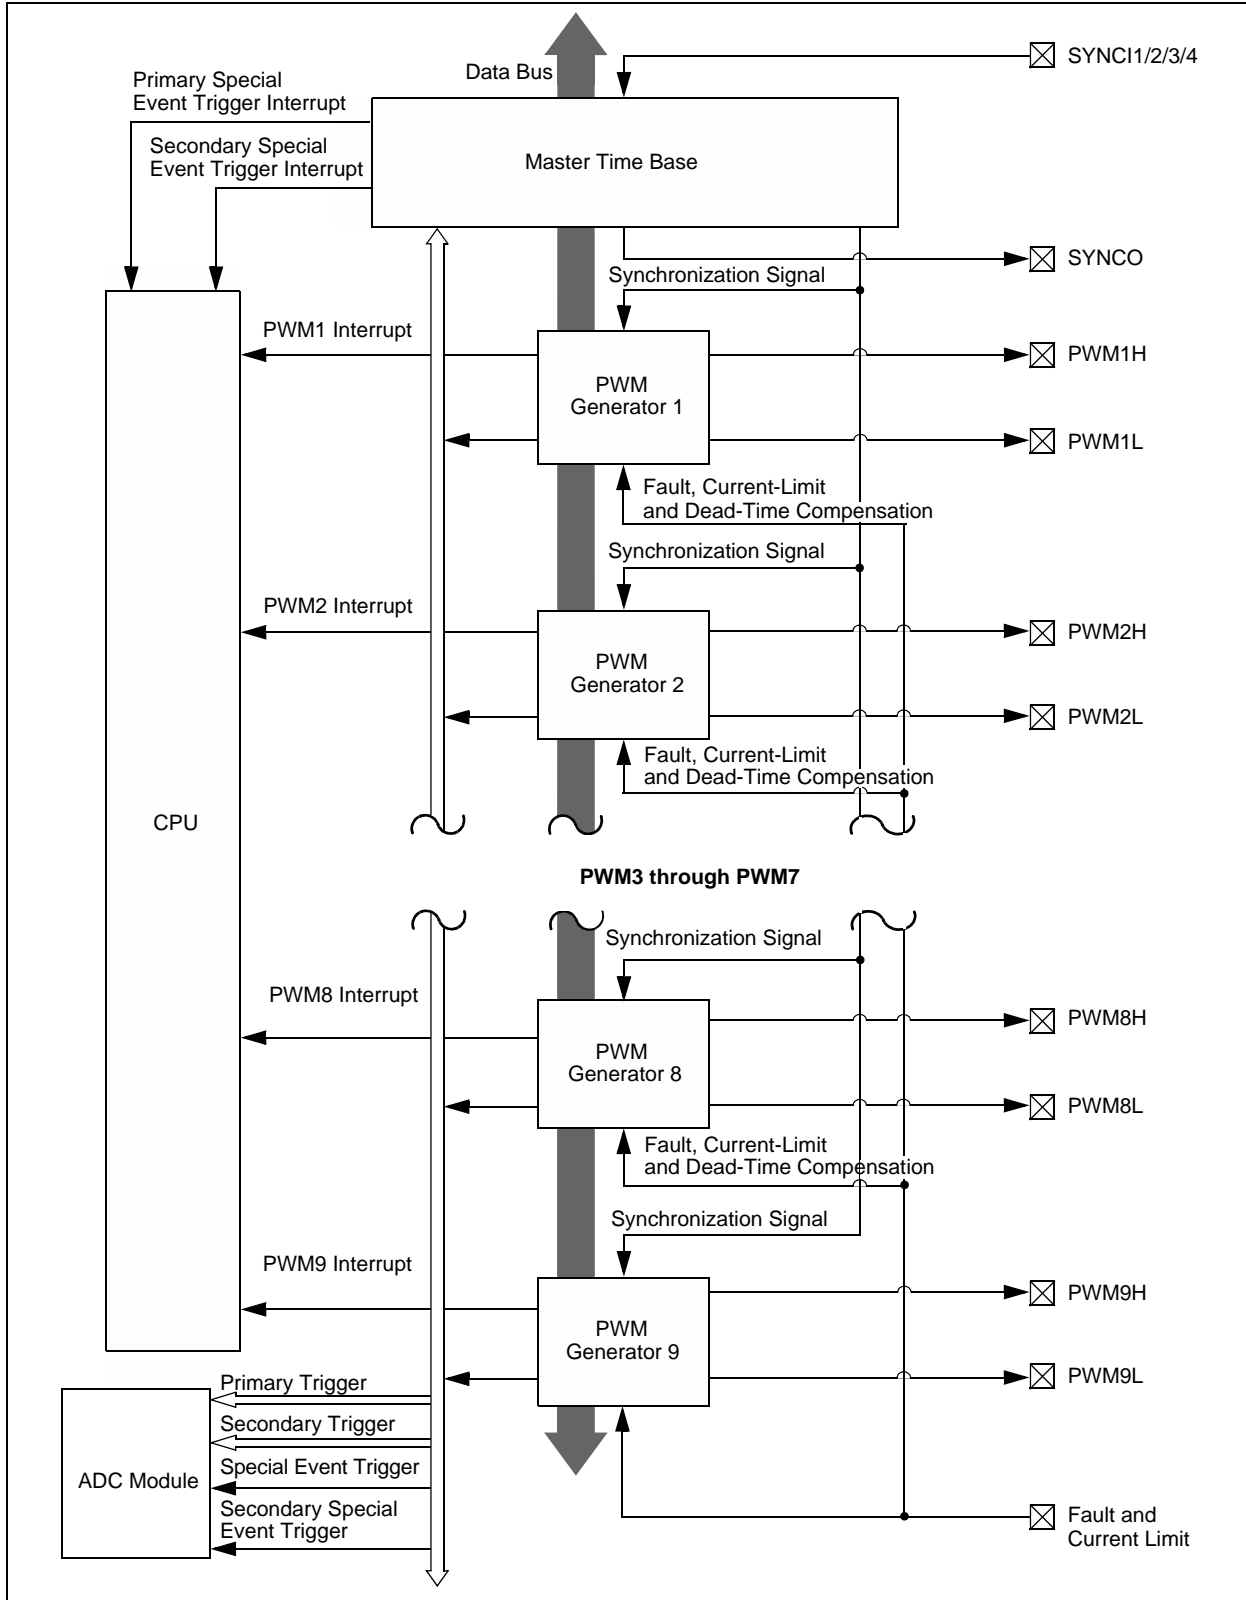 SYNCI1/2/3/4
Data Bus
Primary Special
Event Trigger Interrupt
Secondary Special
Event Trigger Interrupt
Master Time Base
SYNCO
Synchronization Signal
PWM1 Interrupt
PWM1H
PWM
Generator 1
PWM1L
Fault, Current-Limit
and Dead-Time Compensation
Synchronization Signal
PWM2 Interrupt
PWM2H
PWM
Generator 2
PWM2L
Fault, Current-Limit
and Dead-Time Compensation
CPU
PWM3 through PWM7
Synchronization Signal
PWM8 Interrupt
PWM8H
PWM
Generator 8
PWM8L
Fault, Current-Limit
and Dead-Time Compensation
Synchronization Signal
PWM9 Interrupt
PWM9H
PWM
Generator 9
PWM9L
Primary Trigger
Secondary Trigger
Special Event Trigger
ADC Module
Secondary Special
Event Trigger
Fault and
Current Limit